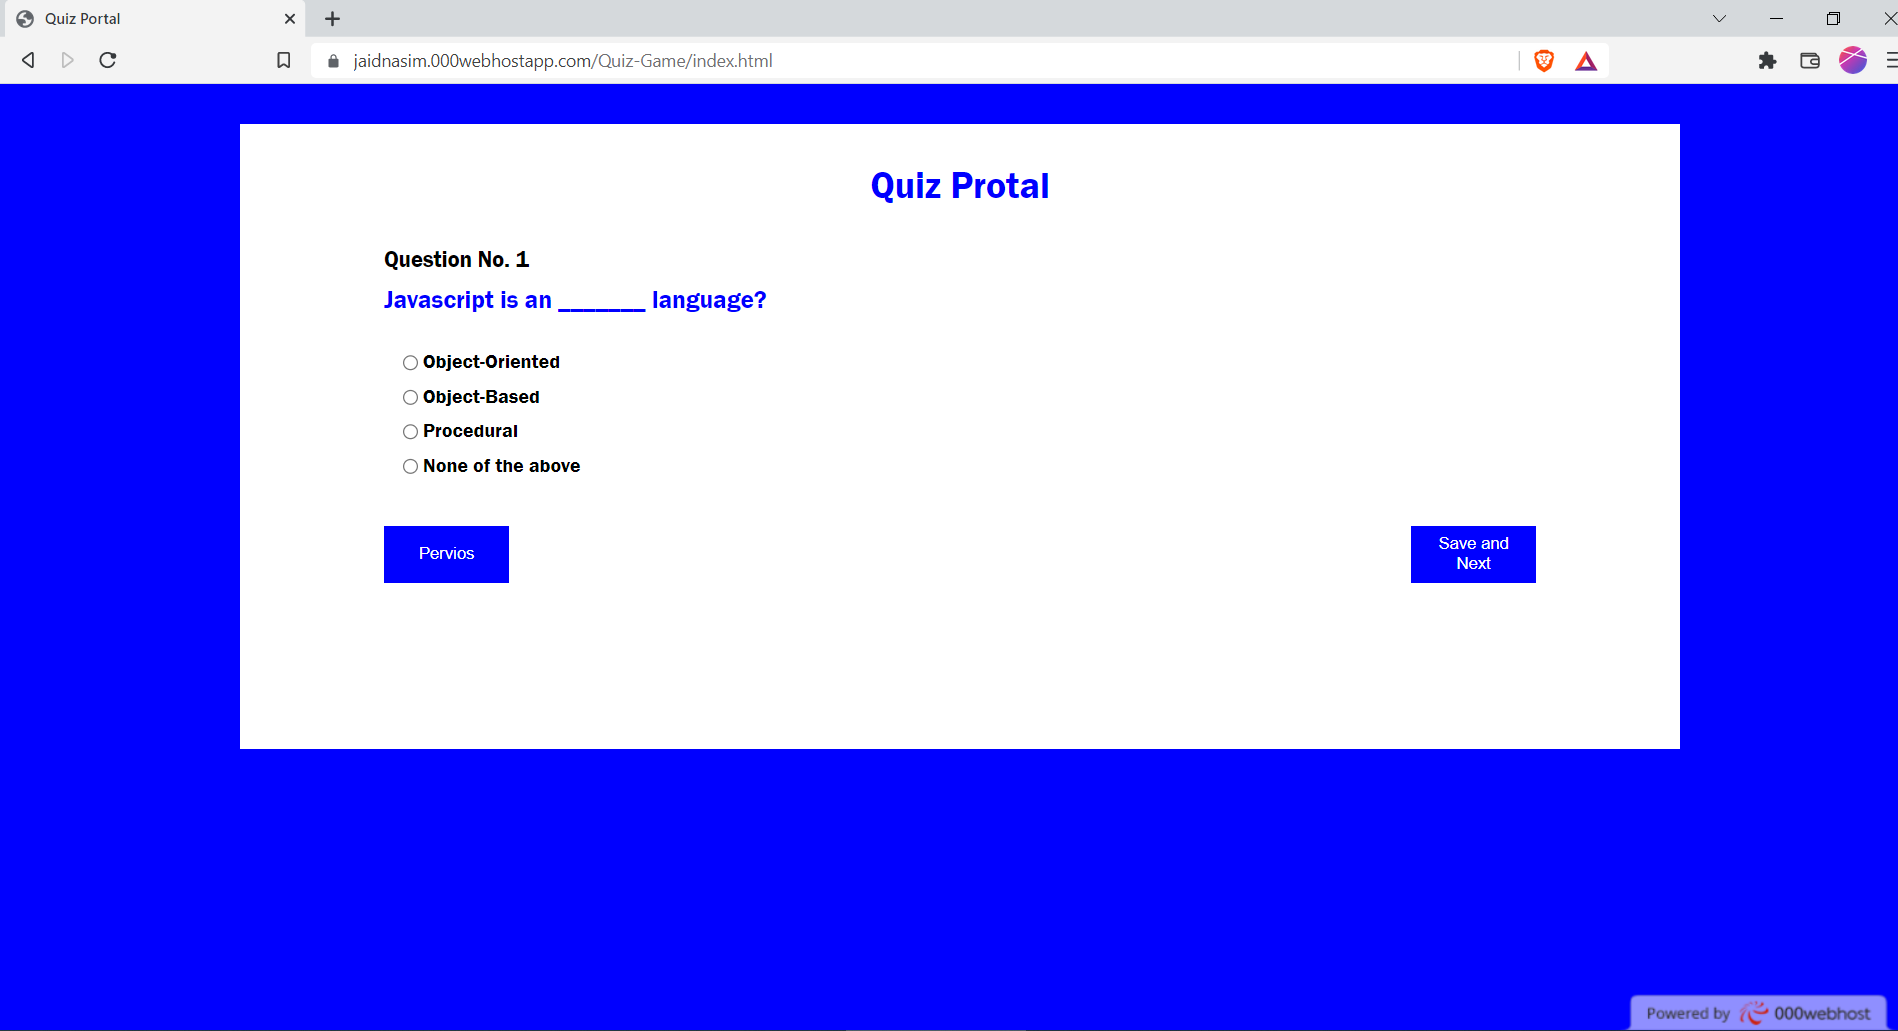 Quiz Portal
jaidnasim.000webhostapp.com/Quiz-Game/index.html
Quiz Protal
Question No. 1
Javascript is an _______ language?
Object-Oriented
Object-Based
Procedural
None of the above
Pervios
Save and
Next
Powered by 000webhost